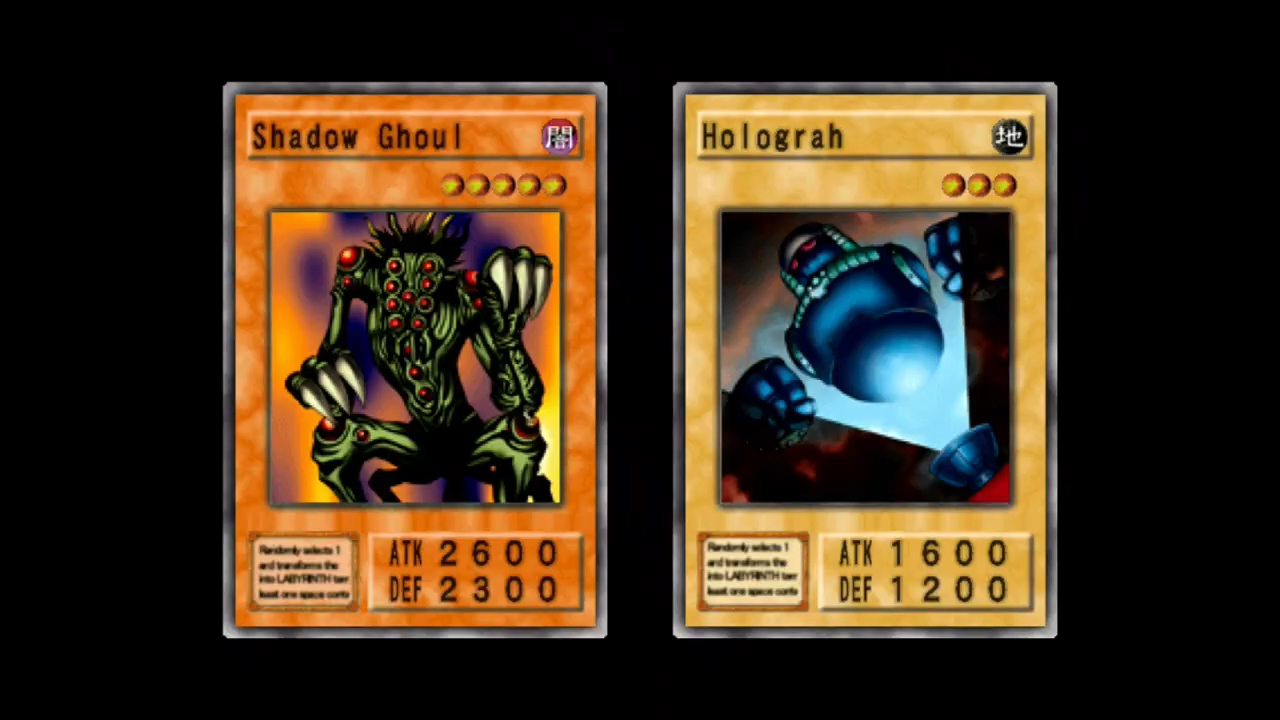 Shadow Ghoul 闇
Randomly selects 1
and transforms the
into LABYRINTH terr
least one space conta
ATK 2600
DEF 2300
Holograh 地
Randomly selects 1
and transforms the
into LABYRINTH terr
least one space conta
ATK 1600
DEF 1200